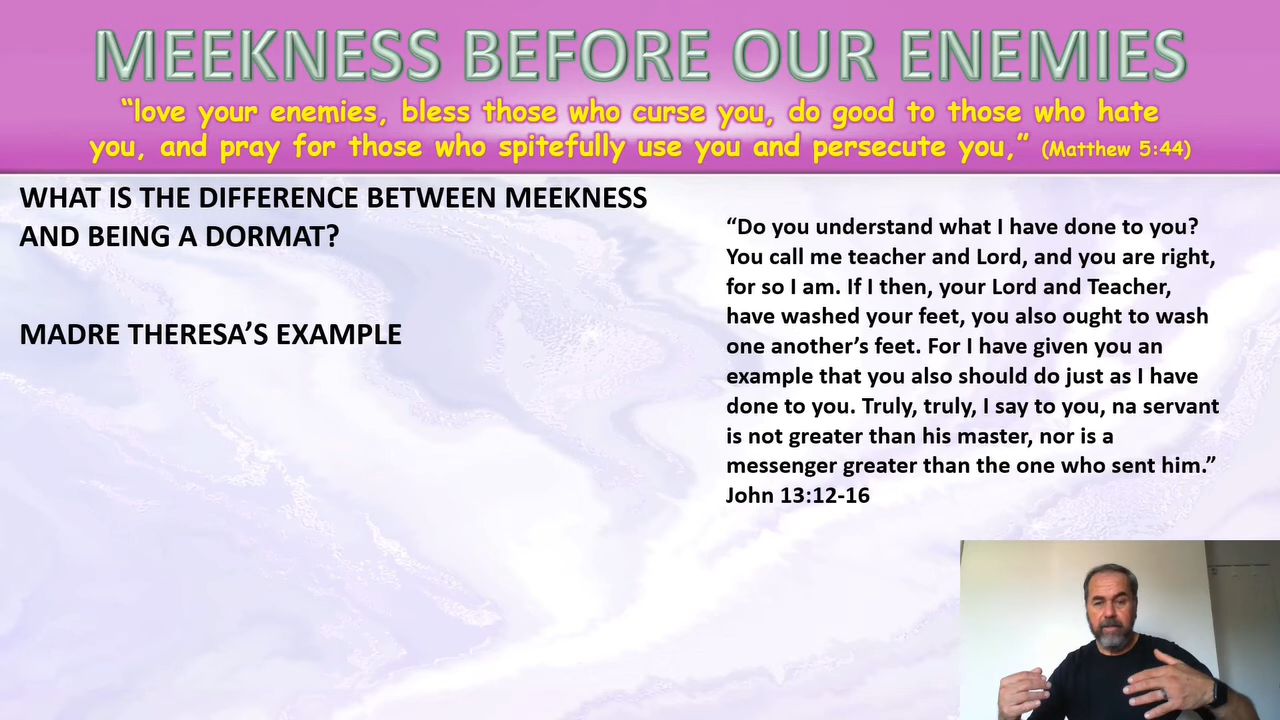 MEEKNESS BEFORE OUR ENEMIES
“love your enemies, bless those who curse you, do good to those who hate
you, and pray for those who spitefully use you and persecute you,” (Matthew 5:44)
WHAT IS THE DIFFERENCE BETWEEN MEEKNESS
AND BEING A DORMAT?
MADRE THERESA’S EXAMPLE
“Do you understand what I have done to you?
You call me teacher and Lord, and you are right,
for so I am. If I then, your Lord and Teacher,
have washed your feet, you also ought to wash
one another’s feet. For I have given you an
example that you also should do just as I have
done to you. Truly, truly, I say to you, na servant
is not greater than his master, nor is a
messenger greater than the one who sent him.”
John 13:12-16